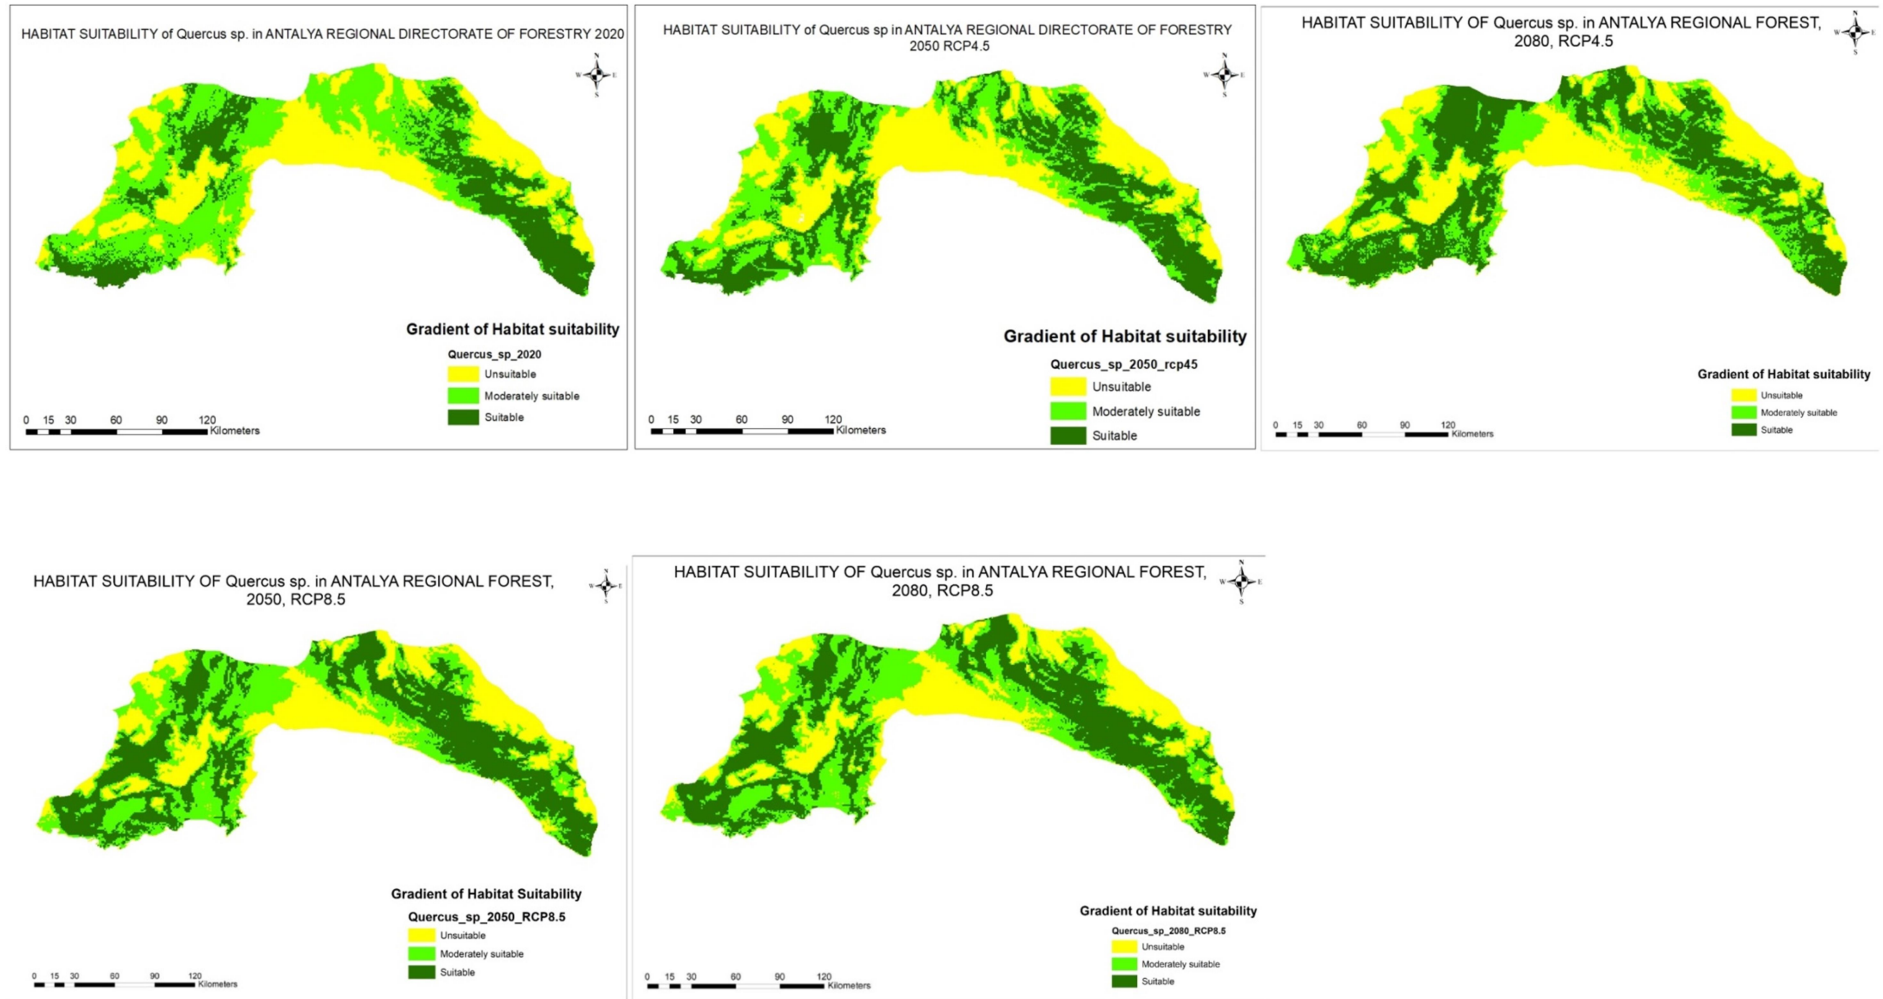 HABITAT SUITABILITY of Quercus sp. in ANTALYA REGIONAL DIRECTORATE OF FORESTRY 2020
N
W E
S
Gradient of Habitat suitability
Quercus_sp_2020
Unsuitable
Moderately suitable
Suitable
0 15 30 60 90 120
Kilometers
HABITAT SUITABILITY of Quercus sp in ANTALYA REGIONAL DIRECTORATE OF FORESTRY
2050 RCP4.5
N
W E
S
Gradient of Habitat suitability
Quercus_sp_2050_rcp45
Unsuitable
Moderately suitable
Suitable
0 15 30 60 90 120
Kilometers
HABITAT SUITABILITY OF Quercus sp. in ANTALYA REGIONAL FOREST,
2080, RCP4.5
N
W E
S
Gradient of Habitat suitability
Unsuitable
Moderately suitable
Suitable
0 15 30 60 90 120
Kilometers
HABITAT SUITABILITY OF Quercus sp. in ANTALYA REGIONAL FOREST,
2050, RCP8.5
N
W E
S
Gradient of Habitat Suitability
Quercus_sp_2050_RCP8.5
Unsuitable
Moderately suitable
Suitable
0 15 30 60 90 120
Kilometers
HABITAT SUITABILITY OF Quercus sp. in ANTALYA REGIONAL FOREST,
2080, RCP8.5
N
W E
S
Gradient of Habitat suitability
Quercus_sp_2080_RCP8.5
Unsuitable
Moderately suitable
Suitable
0 15 30 60 90 120
Kilometers